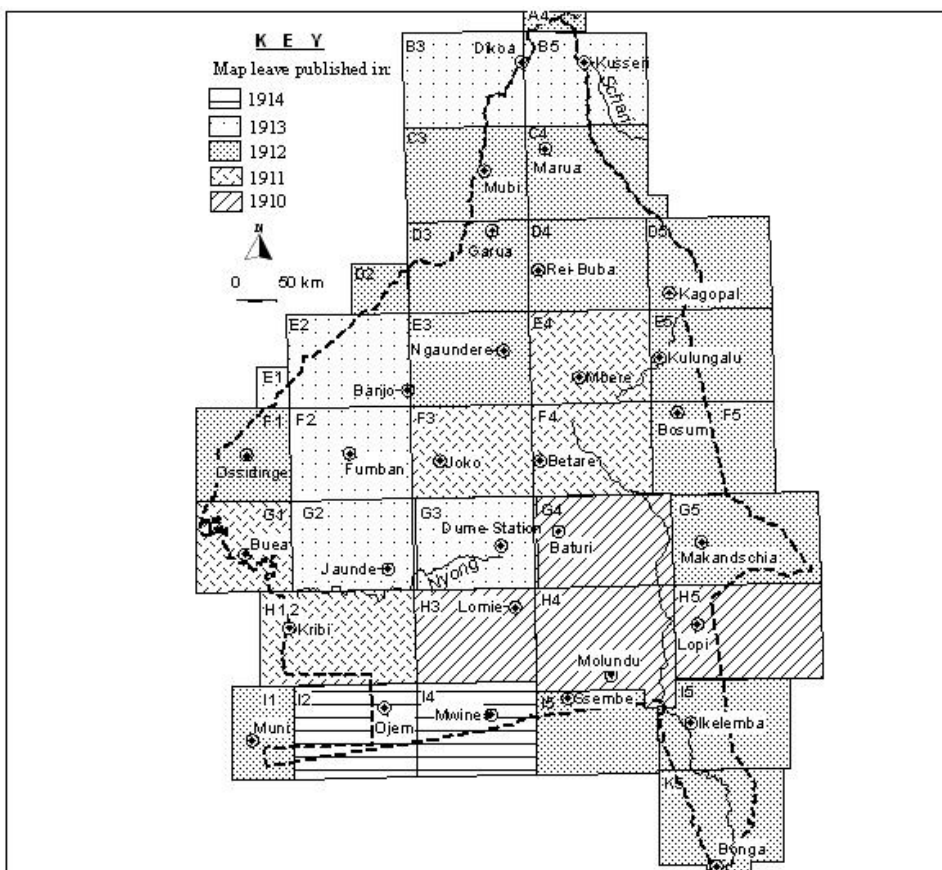 A4
K E Y
B3 Dikoa B5 Kusseri
Map leave published in:
Schari
1914
1913
1912
C3 C4
Marua
1911
Mubi
1910
N
D3 Garua D4 D5
0 50 km
D2 Rei-Buba
Kagopal
E2 E3 E4 E5
Ngaundere Kulungalu
E1 Banjo Mbere
F1 F2 F3 F4 Bosum F5
Ossidinge Fumban Joko Betare
G1 G2 G3 G4 G5
Dume-Station
Buea Baturi Makandschia
Jaunde Nyong
H1,2 H3 Lomie H4 H5
Kribi Lopi
Molundu
I1 I2 I4 I5 Ssembe I5
Muni Ojem Mwine Ikelemba
K5
Bonga